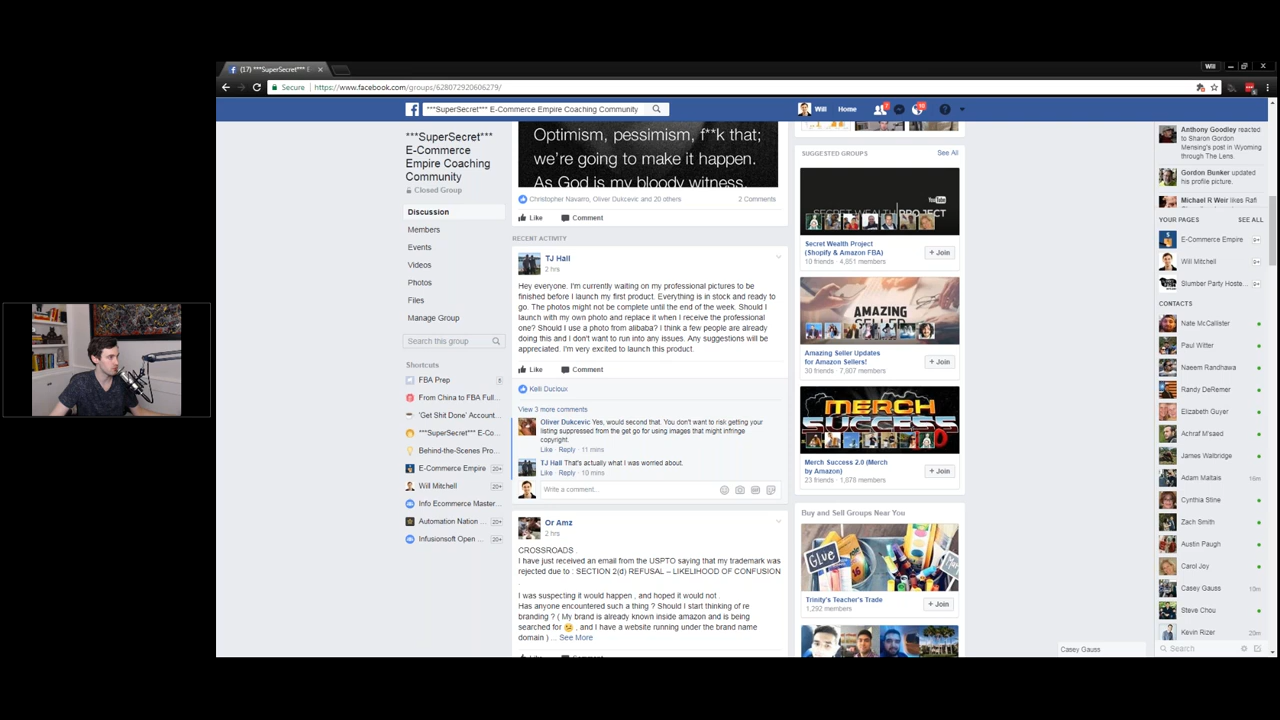 (17) ***SuperSecret*** E
Will
Secure
https://www.facebook.com/groups/628072920606279/
***SuperSecret*** E-Commerce Empire Coaching Community
Will
Home
***SuperSecret***
E-Commerce
Empire Coaching
Community
Closed Group
Discussion
Members
Events
Videos
Photos
Files
Manage Group
Search this group
Shortcuts
FBA Prep
From China to FBA Full...
'Get Shit Done' Account...
***SuperSecret*** E-Co...
Behind-the-Scenes Pro...
E-Commerce Empire 20+
Will Mitchell 20+
Info Ecommerce Master...
Automation Nation ... 20+
Infusionsoft Open ... 20+
Optimism, pessimism, f**k that;
we're going to make it happen.
As God is my bloody witness,
Christopher Navarro, Oliver Dukcevic and 20 others
2 Comments
Like Comment
RECENT ACTIVITY
TJ Hall
2 hrs
Hey everyone. I'm currently waiting on my professional pictures to be
finished before I launch my first product. Everything is in stock and ready to
go. The photos might not be complete until the end of the week. Should I
launch with my own photo and replace it when I receive the professional
one? Should I use a photo from alibaba? I think a few people are already
doing this and I don't want to run into any issues. Any suggestions will be
appreciated. I'm very excited to launch this product.
Like Comment
Kelli Ducloux
View 3 more comments
Oliver Dukcevic Yes, would second that. You don't want to risk getting your
listing suppressed from the get go for using images that might infringe
copyright.
Like · Reply · 11 mins
TJ Hall That's actually what I was worried about.
Like · Reply · 10 mins
Write a comment...
Or Amz
2 hrs
CROSSROADS .
I have just received an email from the USPTO saying that my trademark was
rejected due to : SECTION 2(d) REFUSAL – LIKELIHOOD OF CONFUSION
.
I was suspecting it would happen , and hoped it would not .
Has anyone encountered such a thing ? Should I start thinking of re
branding ? ( My brand is already known inside amazon and is being
searched for , and I have a website running under the brand name
domain ) ... See More
SUGGESTED GROUPS
See All
YouTube
SECRET WEALTH PROJECT
Secret Wealth Project
(Shopify & Amazon FBA)
10 friends · 4,851 members
+ Join
AMAZING
SELLER
Amazing Seller Updates
for Amazon Sellers!
30 friends · 7,607 members
+ Join
MERCH
SUCCESS
Merch Success 2.0 (Merch
by Amazon)
23 friends · 1,878 members
+ Join
Buy and Sell Groups Near You
Glue
Trinity's Teacher's Trade
1,292 members
+ Join
Anthony Goodley reacted
to Sharon Gordon
Mensing's post in Wyoming
through The Lens.
Gordon Bunker updated
his profile picture.
Michael R Weir likes Rafi
YOUR PAGES SEE ALL
E-Commerce Empire 9+
Will Mitchell 9+
Slumber Party Hoste... 9+
CONTACTS
Nate McCallister
Paul Witter
Naeem Randhawa
Randy DeRemer
Elizabeth Guyer
Achraf M'saed
James Walbridge
Adam Maltais 16m
Cynthia Stine
Zach Smith
Austin Paugh
Carol Joy
Casey Gauss 10m
Steve Chou
Kevin Rizer 20m
Casey Gauss
Search